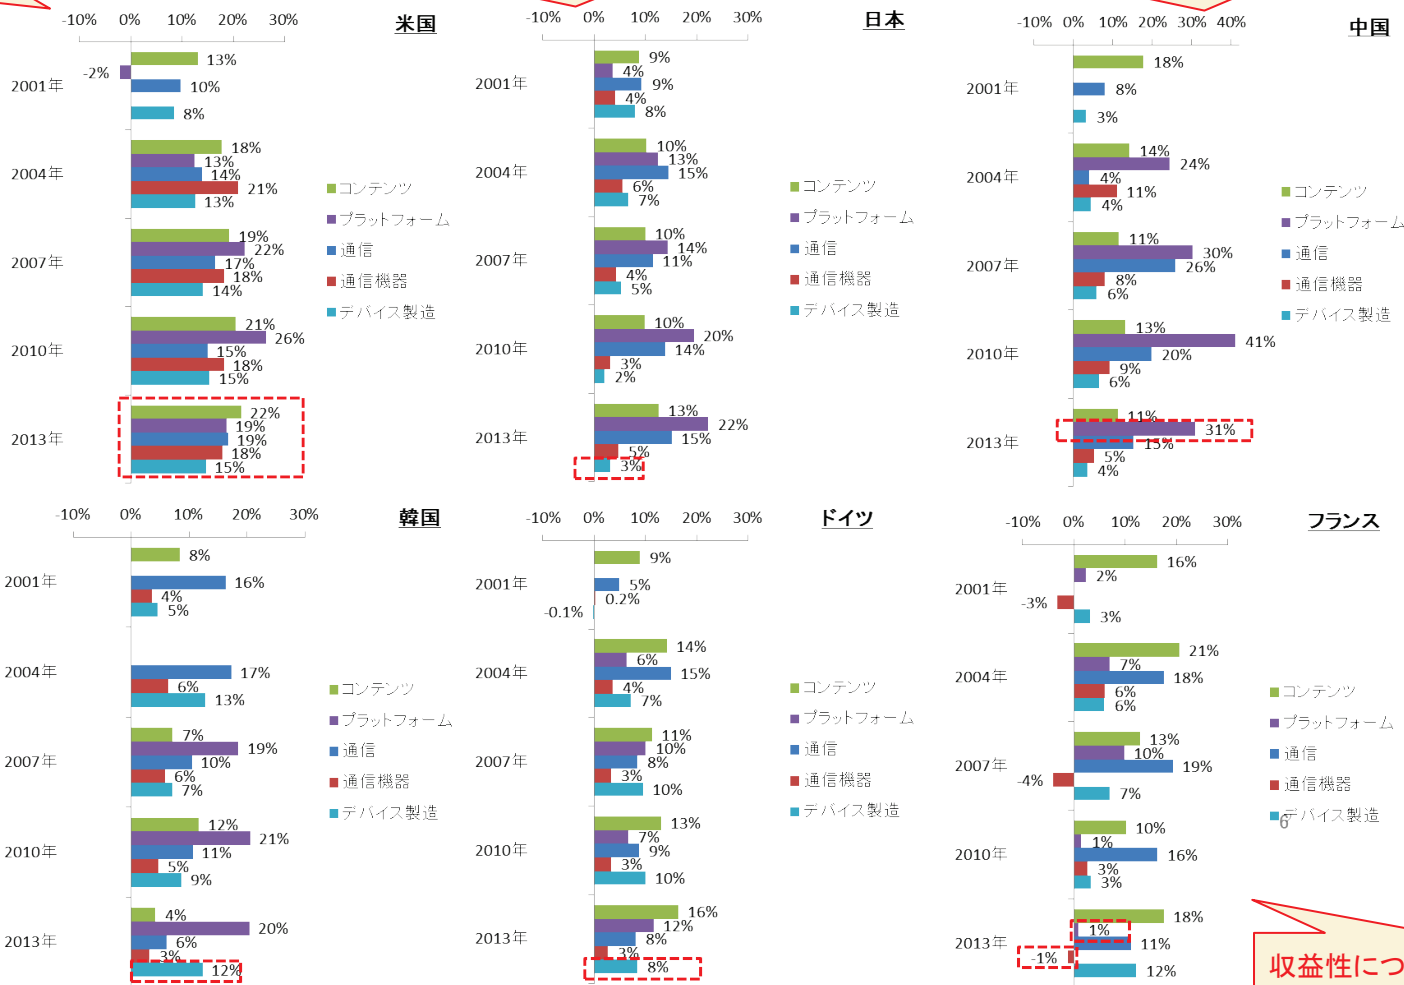 米国
-10% 0% 10% 20% 30%
2001年
13%
-2%
10%
8%
2004年
18%
13%
14%
21%
13%
2007年
19%
22%
17%
18%
14%
2010年
21%
26%
15%
18%
15%
2013年
22%
19%
19%
18%
15%
コンテンツ
プラットフォーム
通信
通信機器
デバイス製造
日本
-10% 0% 10% 20% 30%
2001年
9%
4%
9%
4%
8%
2004年
10%
13%
15%
6%
7%
2007年
10%
14%
11%
4%
5%
2010年
10%
20%
14%
3%
2%
2013年
13%
22%
15%
5%
3%
コンテンツ
プラットフォーム
通信
通信機器
デバイス製造
中国
-10% 0% 10% 20% 30% 40%
2001年
18%
8%
3%
2004年
14%
24%
4%
11%
4%
2007年
11%
30%
26%
8%
6%
2010年
13%
41%
20%
9%
6%
2013年
11%
31%
15%
5%
4%
コンテンツ
プラットフォーム
通信
通信機器
デバイス製造
韓国
-10% 0% 10% 20% 30%
2001年
8%
16%
4%
5%
2004年
17%
6%
13%
2007年
7%
19%
10%
6%
7%
2010年
12%
21%
11%
5%
9%
2013年
4%
20%
6%
3%
12%
コンテンツ
プラットフォーム
通信
通信機器
デバイス製造
ドイツ
-10% 0% 10% 20% 30%
2001年
9%
5%
0.2%
-0.1%
2004年
14%
6%
15%
4%
7%
2007年
11%
10%
8%
3%
10%
2010年
13%
7%
9%
3%
10%
2013年
16%
12%
8%
3%
8%
コンテンツ
プラットフォーム
通信
通信機器
デバイス製造
フランス
-10% 0% 10% 20% 30%
2001年
16%
2%
-3%
3%
2004年
21%
7%
18%
6%
6%
2007年
13%
10%
19%
-4%
7%
2010年
10%
1%
16%
3%
3%
2013年
18%
1%
11%
-1%
12%
コンテンツ
プラットフォーム
通信
通信機器
デバイス製造
6
収益性につ